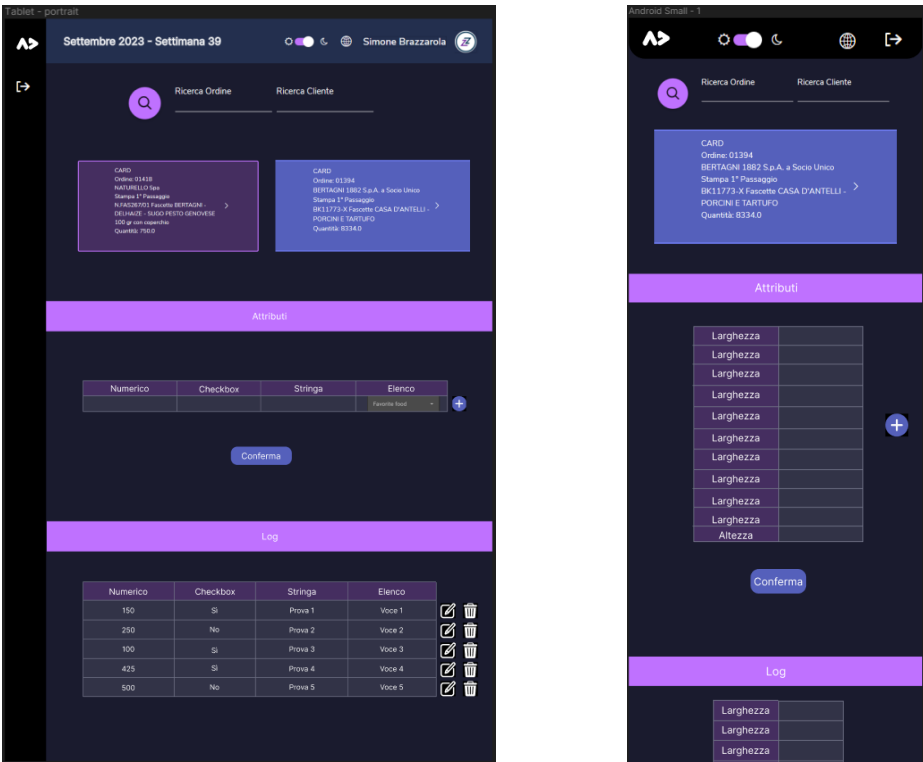 Tablet - portrait
Settembre 2023 - Settimana 39
Simone Brazzarola
Ricerca Ordine
Ricerca Cliente
CARD
Ordine: 01418
NATURELLO Spa
Stampa 1° Passaggio
N.FAS267/01 Fascette BERTAGNI -
DELHAIZE - SUGO PESTO GENOVESE
100 gr con coperchio
Quantità: 750.0
CARD
Ordine: 01394
BERTAGNI 1882 S.p.A. a Socio Unico
Stampa 1° Passaggio
BK11773-X Fascette CASA D'ANTELLI -
PORCINI E TARTUFO
Quantità: 8334.0
Attributi
Numerico Checkbox Stringa Elenco
Favorite food
Conferma
Log
Numerico Checkbox Stringa Elenco
150 Sì Prova 1 Voce 1
250 No Prova 2 Voce 2
100 Sì Prova 3 Voce 3
425 Sì Prova 4 Voce 4
500 No Prova 5 Voce 5
Android Small - 1
Ricerca Ordine
Ricerca Cliente
CARD
Ordine: 01394
BERTAGNI 1882 S.p.A. a Socio Unico
Stampa 1° Passaggio
BK11773-X Fascette CASA D'ANTELLI -
PORCINI E TARTUFO
Quantità: 8334.0
Attributi
Larghezza
Larghezza
Larghezza
Larghezza
Larghezza
Larghezza
Larghezza
Larghezza
Larghezza
Larghezza
Altezza
Conferma
Log
Larghezza
Larghezza
Larghezza